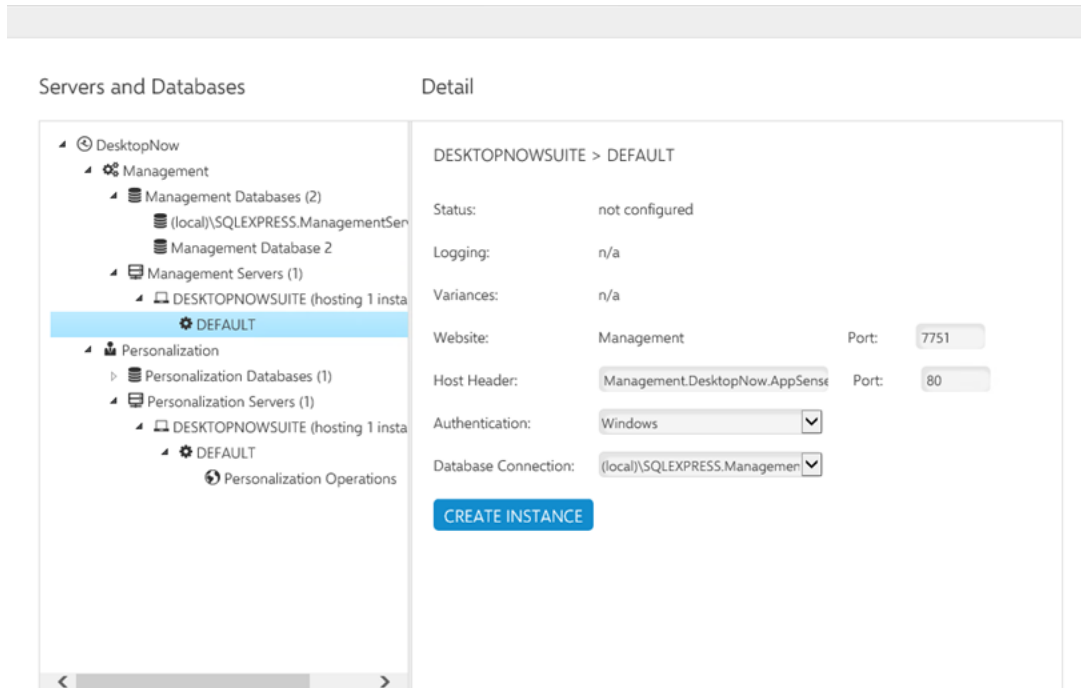 Servers and Databases
Detail
DesktopNow
Management
Management Databases (2)
(local)\SQLEXPRESS.ManagementSer
Management Database 2
Management Servers (1)
DESKTOPNOWSUITE (hosting 1 insta
DEFAULT
Personalization
Personalization Databases (1)
Personalization Servers (1)
DESKTOPNOWSUITE (hosting 1 insta
DEFAULT
Personalization Operations
DESKTOPNOWSUITE > DEFAULT
Status: not configured
Logging: n/a
Variances: n/a
Website: Management Port: 7751
Host Header: Management.DesktopNow.AppSense Port: 80
Authentication: Windows
Database Connection: (local)\SQLEXPRESS.Managemen
CREATE INSTANCE